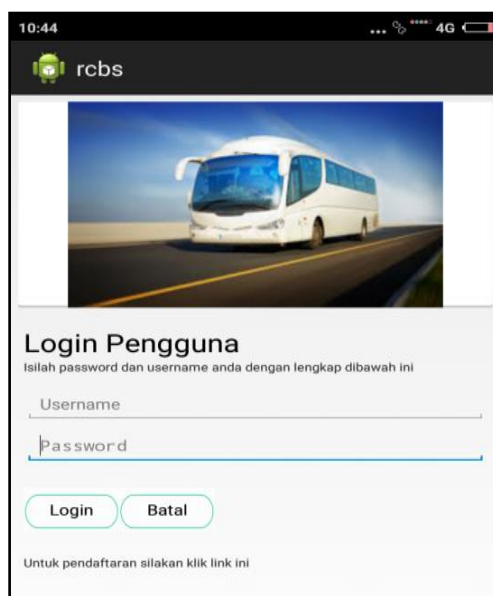 10:44
4G
rcbs
Login Pengguna
Isilah password dan username anda dengan lengkap dibawah ini
Username
Password
Login Batal
Untuk pendaftaran silakan klik link ini